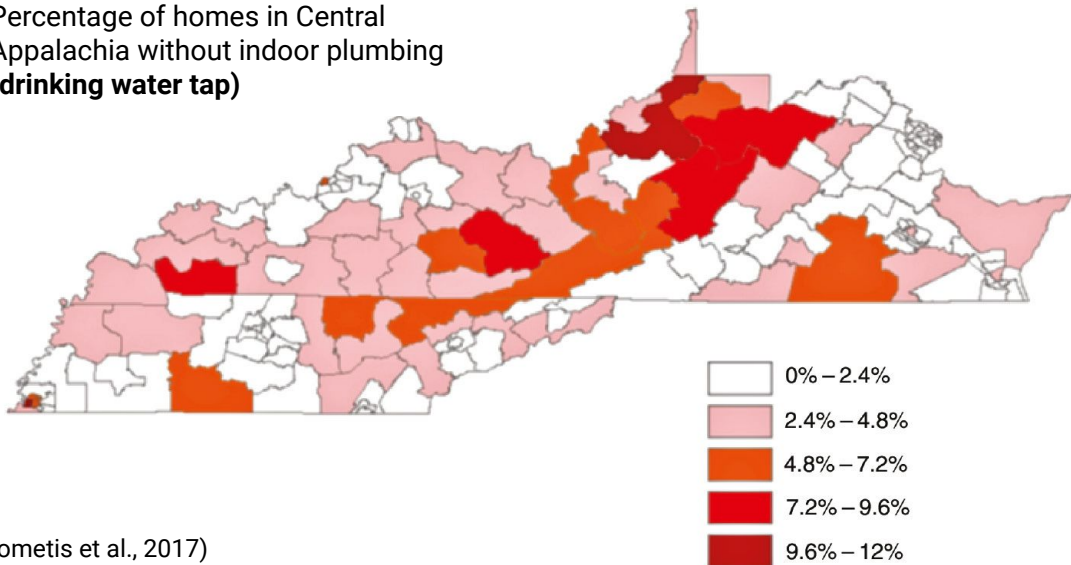 Percentage of homes in Central
Appalachia without indoor plumbing
drinking water tap)
0% – 2.4%
2.4% – 4.8%
4.8% – 7.2%
7.2% – 9.6%
9.6% – 12%
ometis et al., 2017)